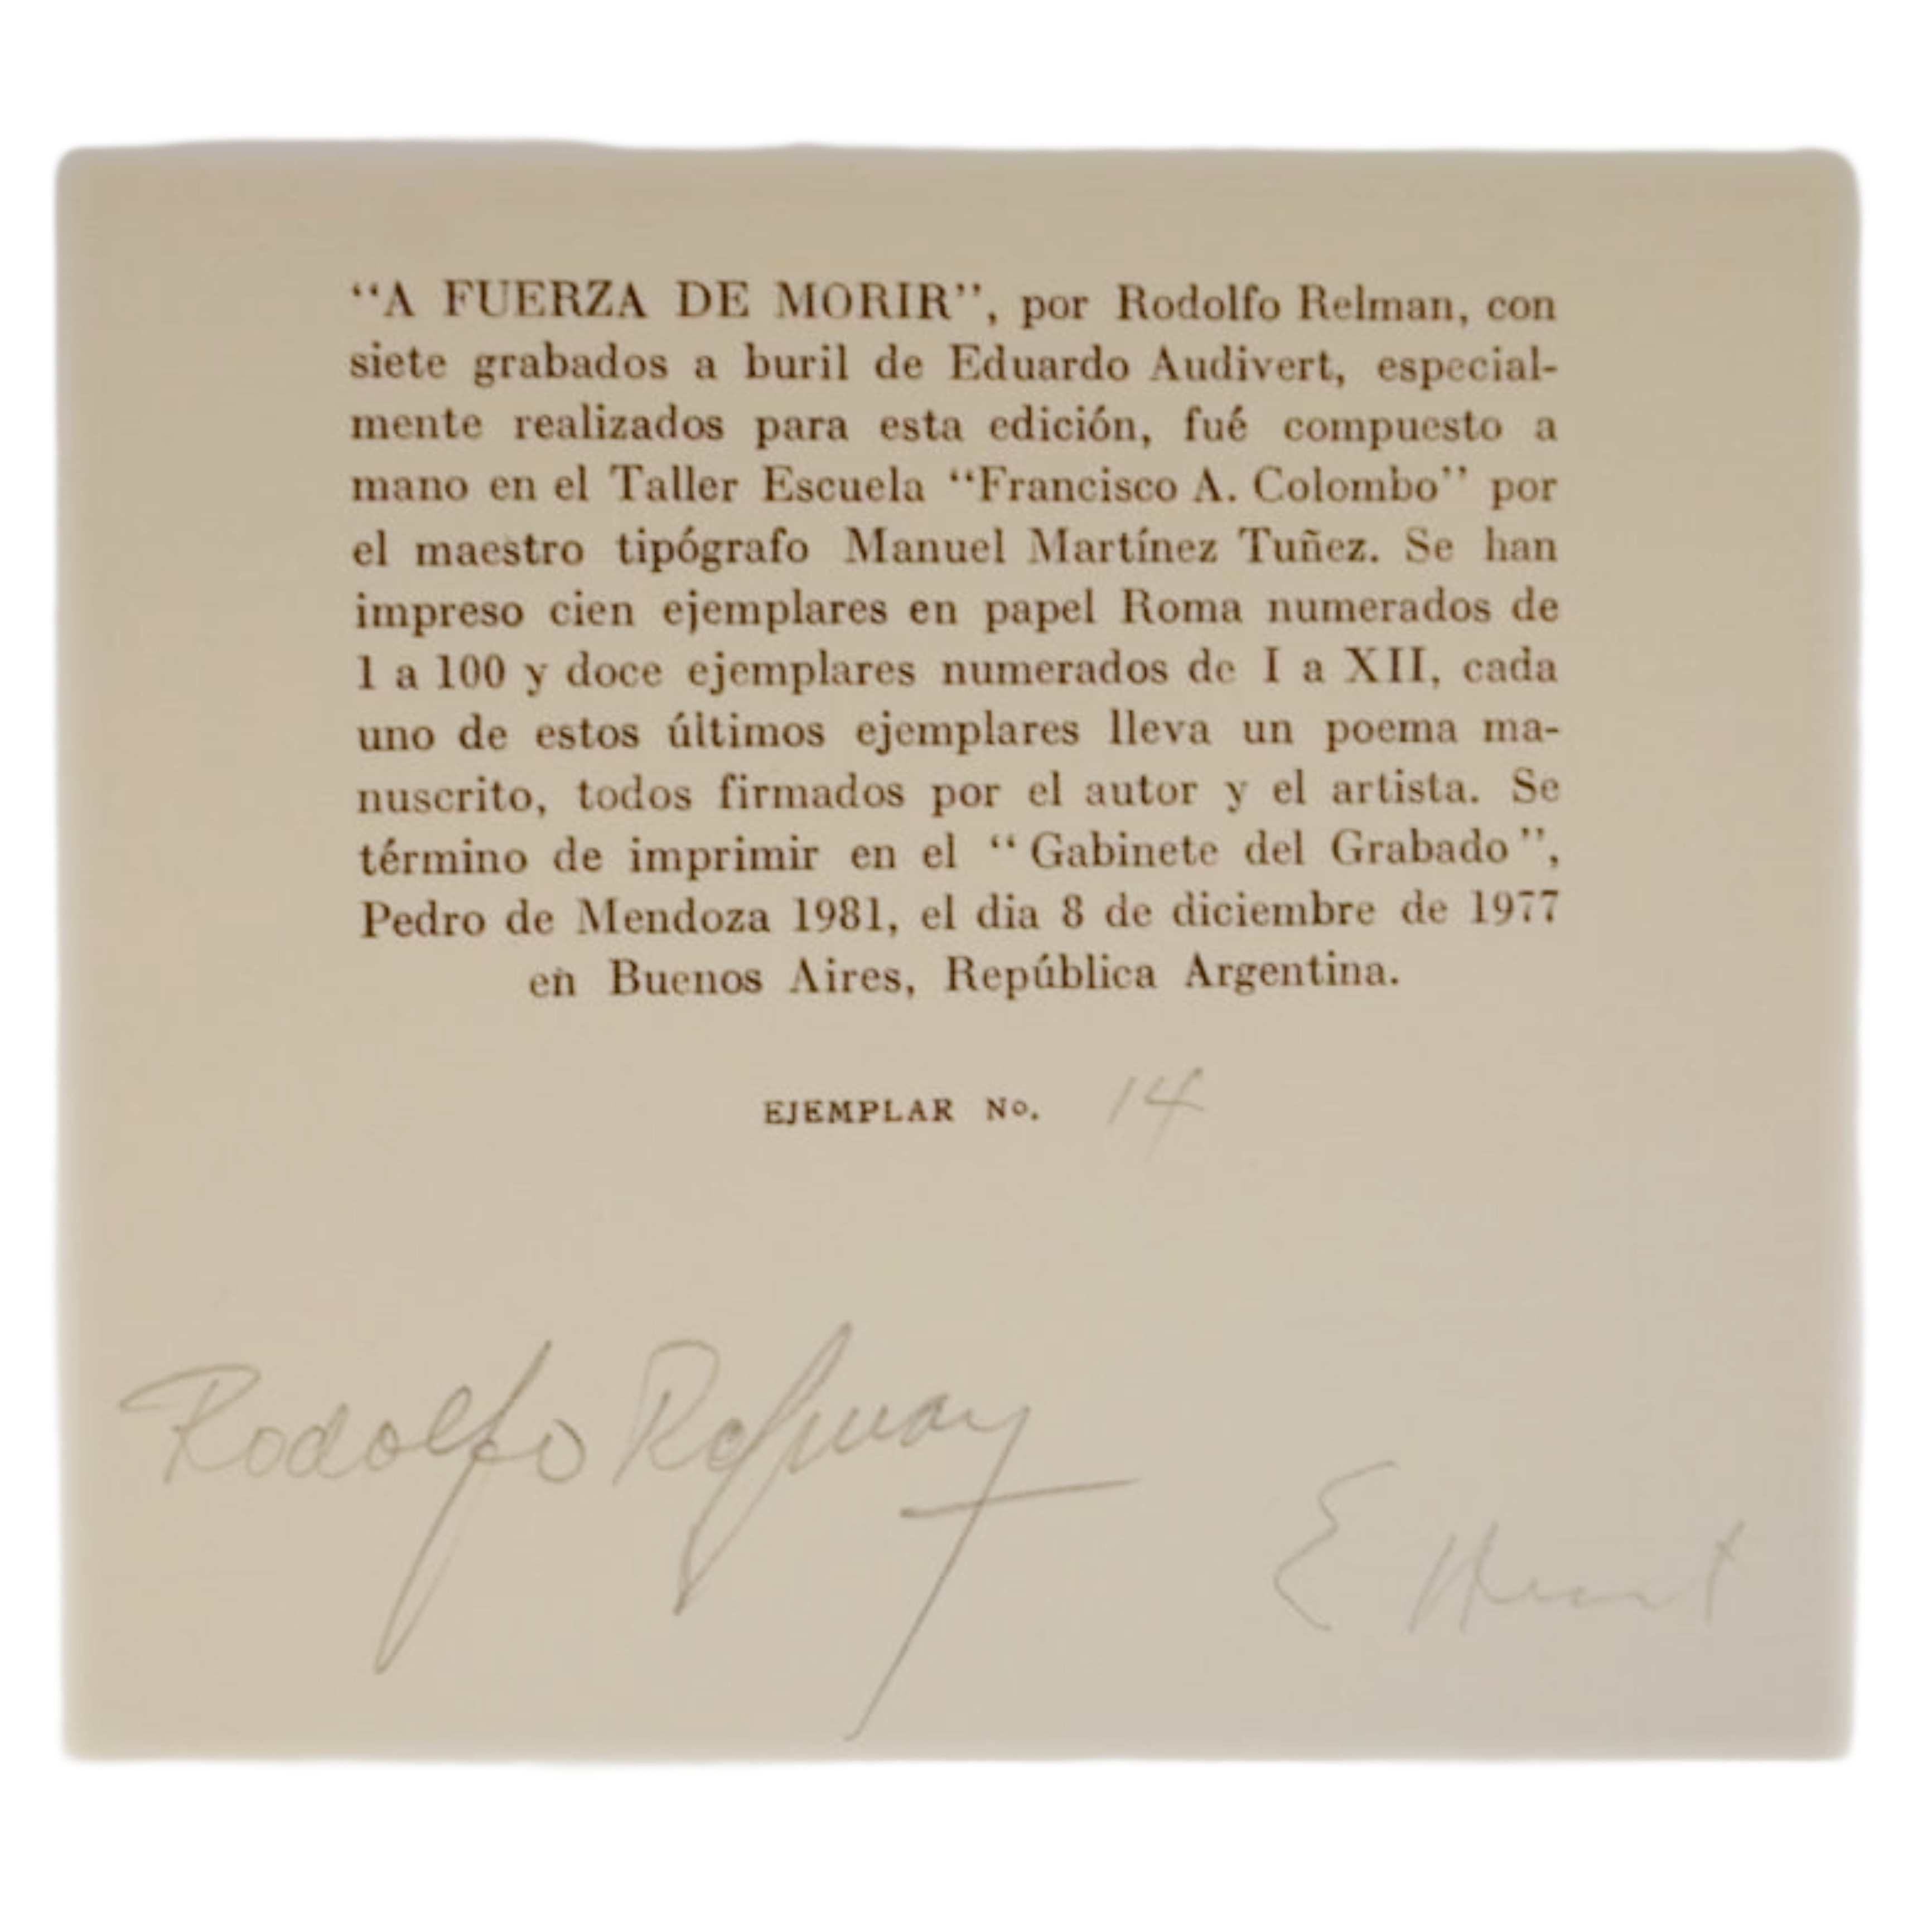 “A FUERZA DE MORIR”, por Rodolfo Relman, con
siete grabados a buril de Eduardo Audivert, especial-
mente realizados para esta edición, fué compuesto a
mano en el Taller Escuela “Francisco A. Colombo” por
el maestro tipógrafo Manuel Martínez Tuñez. Se han
impreso cien ejemplares en papel Roma numerados de
1 a 100 y doce ejemplares numerados de I a XII, cada
uno de estos últimos ejemplares lleva un poema ma-
nuscrito, todos firmados por el autor y el artista. Se
término de imprimir en el “Gabinete del Grabado”,
Pedro de Mendoza 1981, el dia 8 de diciembre de 1977
en Buenos Aires, República Argentina.
EJEMPLAR No. 14
Rodolfo Relman
E